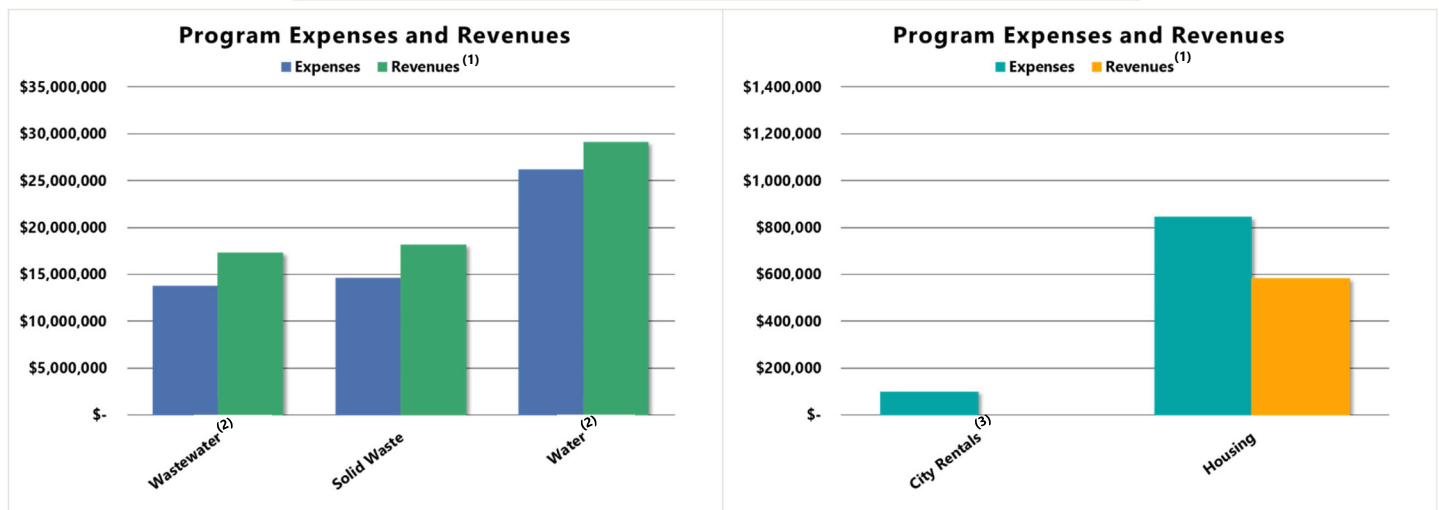 Program Expenses and Revenues
Expenses Revenues (1)
$35,000,000
$30,000,000
$25,000,000
$20,000,000
$15,000,000
$10,000,000
$5,000,000
$-
Wastewater (2)
Solid Waste
Water (2)
Program Expenses and Revenues
Expenses Revenues (1)
$1,400,000
$1,200,000
$1,000,000
$800,000
$600,000
$400,000
$200,000
$-
City Rentals (3)
Housing